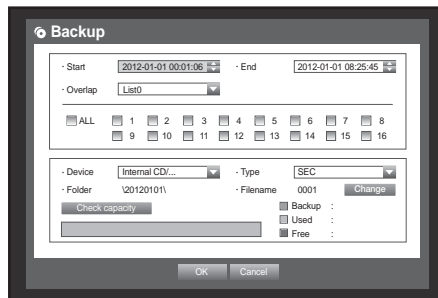 Backup
· Start 2012-01-01 00:01:06 · End 2012-01-01 08:25:45
· Overlap List0
ALL 1 2 3 4 5 6 7 8
9 10 11 12 13 14 15 16
· Device Internal CD/... · Type SEC
· Folder \20120101\ · Filename 0001 Change
Check capacity Backup :
Used :
Free :
OK Cancel